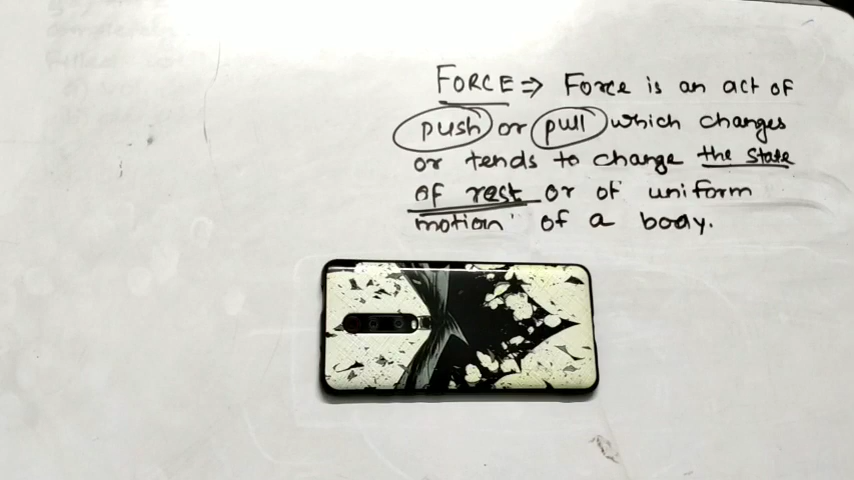 FORCE ⇒ Force is an act of
push or pull which changes
or tends to change the state
of rest or of uniform
motion of a body.